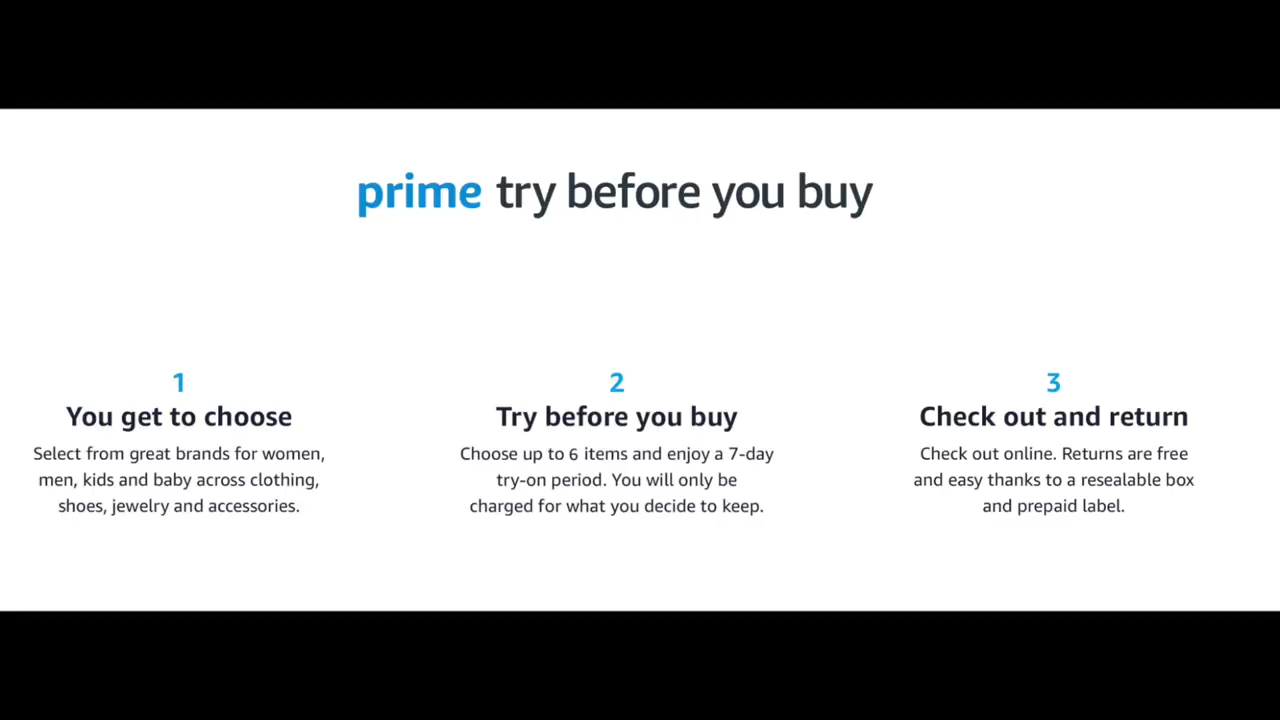 prime try before you buy
1
You get to choose
Select from great brands for women,
men, kids and baby across clothing,
shoes, jewelry and accessories.
2
Try before you buy
Choose up to 6 items and enjoy a 7-day
try-on period. You will only be
charged for what you decide to keep.
3
Check out and return
Check out online. Returns are free
and easy thanks to a resealable box
and prepaid label.